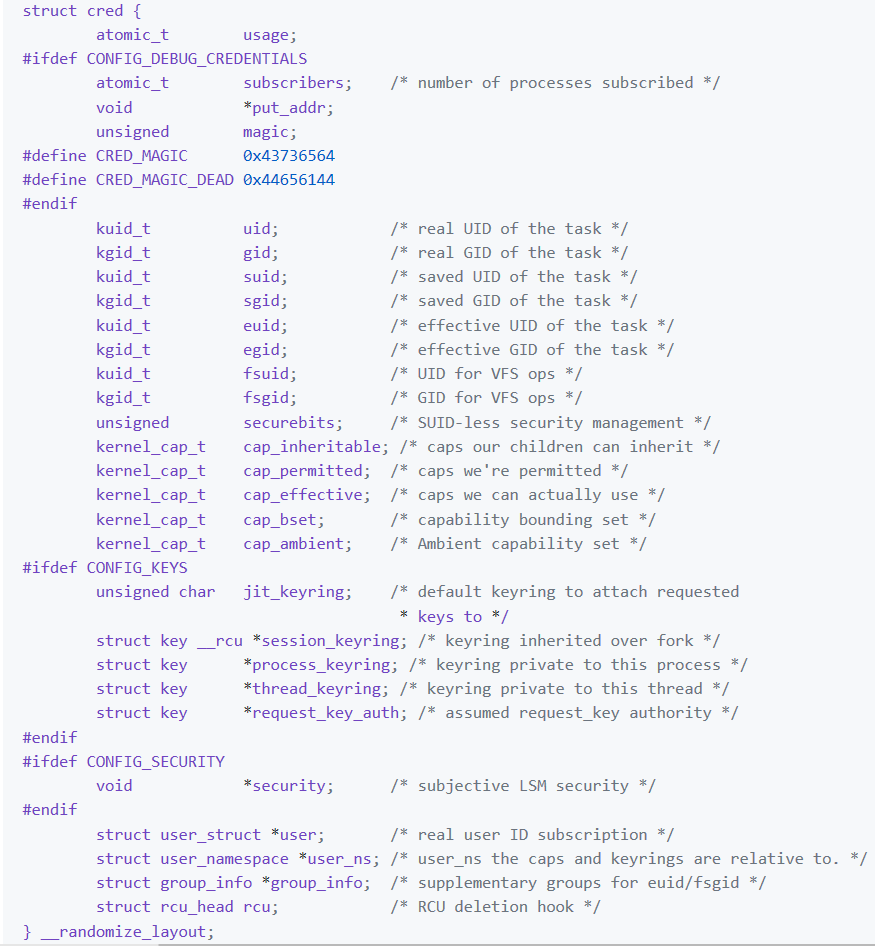 struct cred {
        atomic_t        usage;
#ifdef CONFIG_DEBUG_CREDENTIALS
        atomic_t        subscribers;    /* number of processes subscribed */
        void            *put_addr;
        unsigned        magic;
#define CRED_MAGIC      0x43736564
#define CRED_MAGIC_DEAD 0x44656144
#endif
        kuid_t          uid;            /* real UID of the task */
        kgid_t          gid;            /* real GID of the task */
        kuid_t          suid;           /* saved UID of the task */
        kgid_t          sgid;           /* saved GID of the task */
        kuid_t          euid;           /* effective UID of the task */
        kgid_t          egid;           /* effective GID of the task */
        kuid_t          fsuid;          /* UID for VFS ops */
        kgid_t          fsgid;          /* GID for VFS ops */
        unsigned        securebits;     /* SUID-less security management */
        kernel_cap_t    cap_inheritable; /* caps our children can inherit */
        kernel_cap_t    cap_permitted;  /* caps we're permitted */
        kernel_cap_t    cap_effective;  /* caps we can actually use */
        kernel_cap_t    cap_bset;       /* capability bounding set */
        kernel_cap_t    cap_ambient;    /* Ambient capability set */
#ifdef CONFIG_KEYS
        unsigned char   jit_keyring;    /* default keyring to attach requested
                                         * keys to */
        struct key __rcu *session_keyring; /* keyring inherited over fork */
        struct key      *process_keyring; /* keyring private to this process */
        struct key      *thread_keyring; /* keyring private to this thread */
        struct key      *request_key_auth; /* assumed request_key authority */
#endif
#ifdef CONFIG_SECURITY
        void            *security;      /* subjective LSM security */
#endif
        struct user_struct *user;       /* real user ID subscription */
        struct user_namespace *user_ns; /* user_ns the caps and keyrings are relative to. */
        struct group_info *group_info;  /* supplementary groups for euid/fsgid */
        struct rcu_head rcu;            /* RCU deletion hook */
} __randomize_layout;